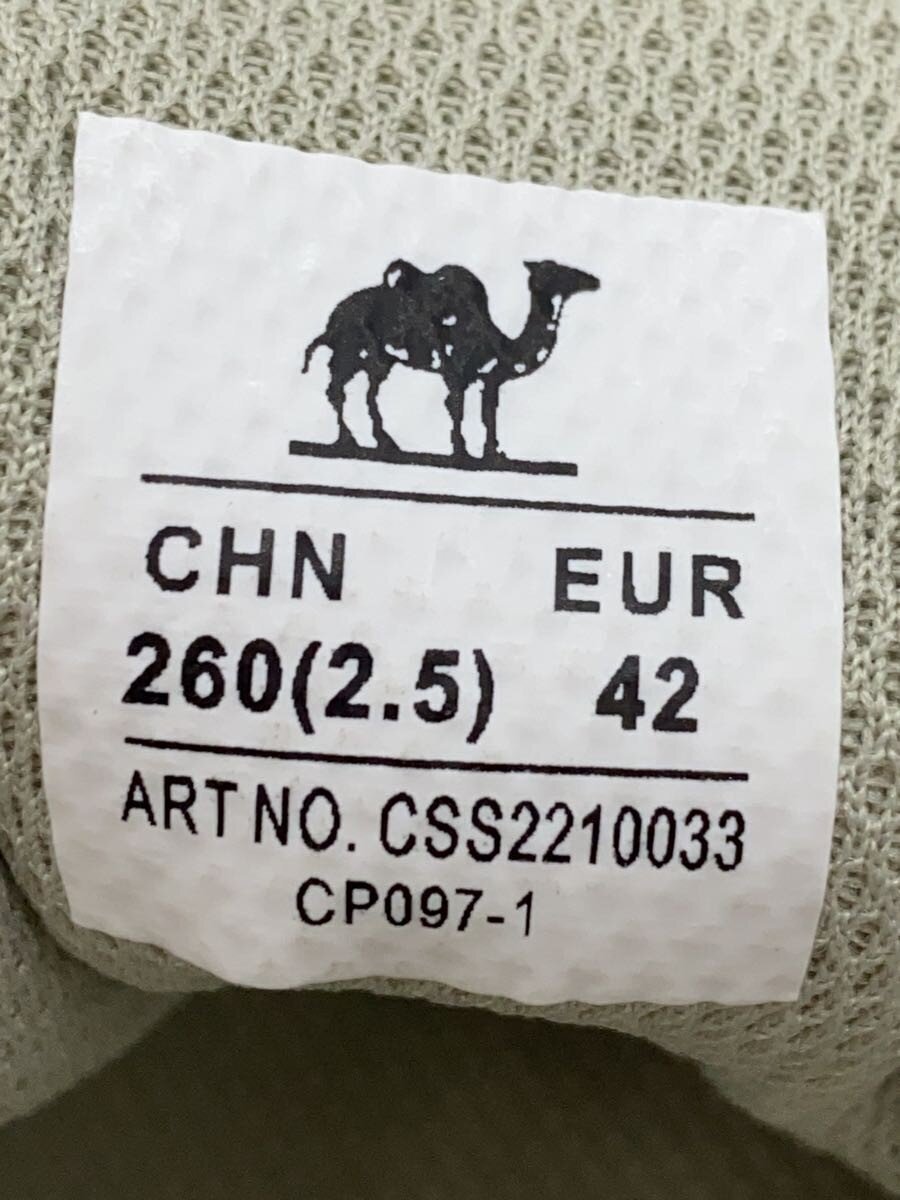 CHN EUR
260(2.5) 42
ART NO. CSS2210033
CP097-1